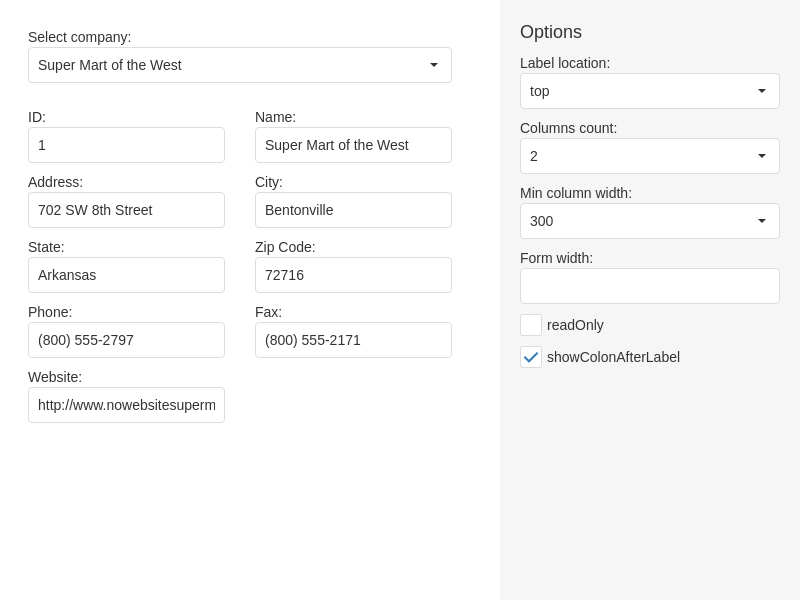 Select company:
Super Mart of the West
ID:
1
Name:
Super Mart of the West
Address:
702 SW 8th Street
City:
Bentonville
State:
Arkansas
Zip Code:
72716
Phone:
(800) 555-2797
Fax:
(800) 555-2171
Website:
http://www.nowebsitesuperm
Options
Label location:
top
Columns count:
2
Min column width:
300
Form width:
readOnly
showColonAfterLabel